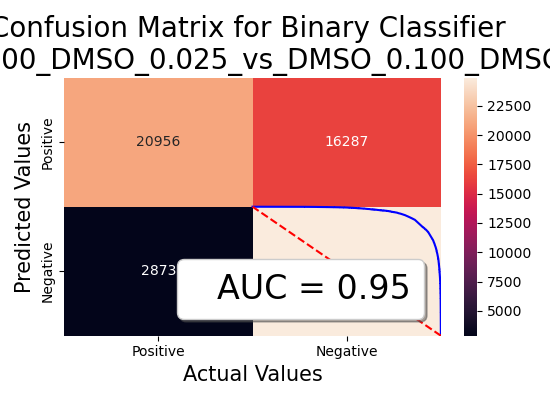 Confusion Matrix for Binary Classifier
00_DMSO_0.025_vs_DMSO_0.100_DMSO
Predicted Values
Positive
Negative
20956
16287
2873
AUC = 0.95
Positive
Negative
Actual Values
22500
20000
17500
15000
12500
10000
7500
5000